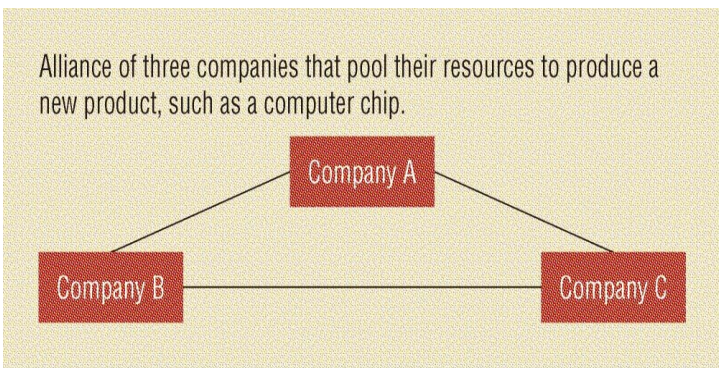 Alliance of three companies that pool their resources to produce a
new product, such as a computer chip.
Company A
Company B
Company C